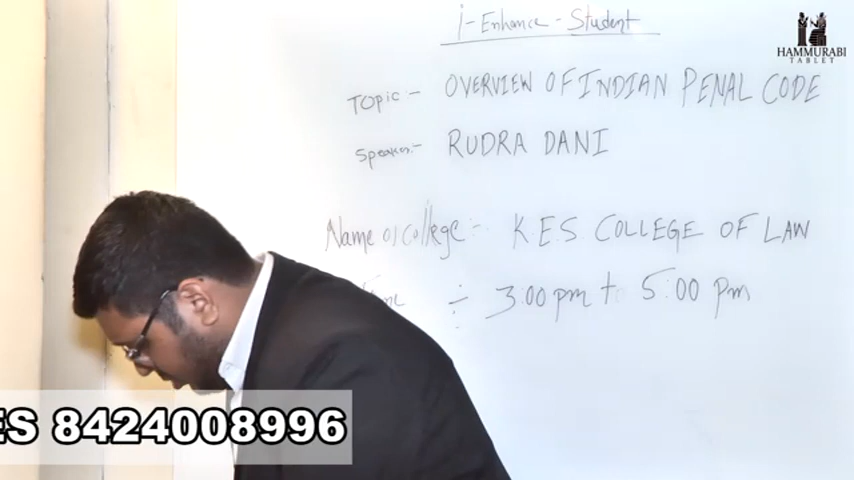 i-Enhance-Student
HAMMURABI
TABLET
Topic:- OVERVIEW OF INDIAN PENAL CODE
Speaker:- RUDRA DANI
Name of college:- K.E.S. COLLEGE OF LAW
3:00 pm to 5:00 pm
ES 8424008996